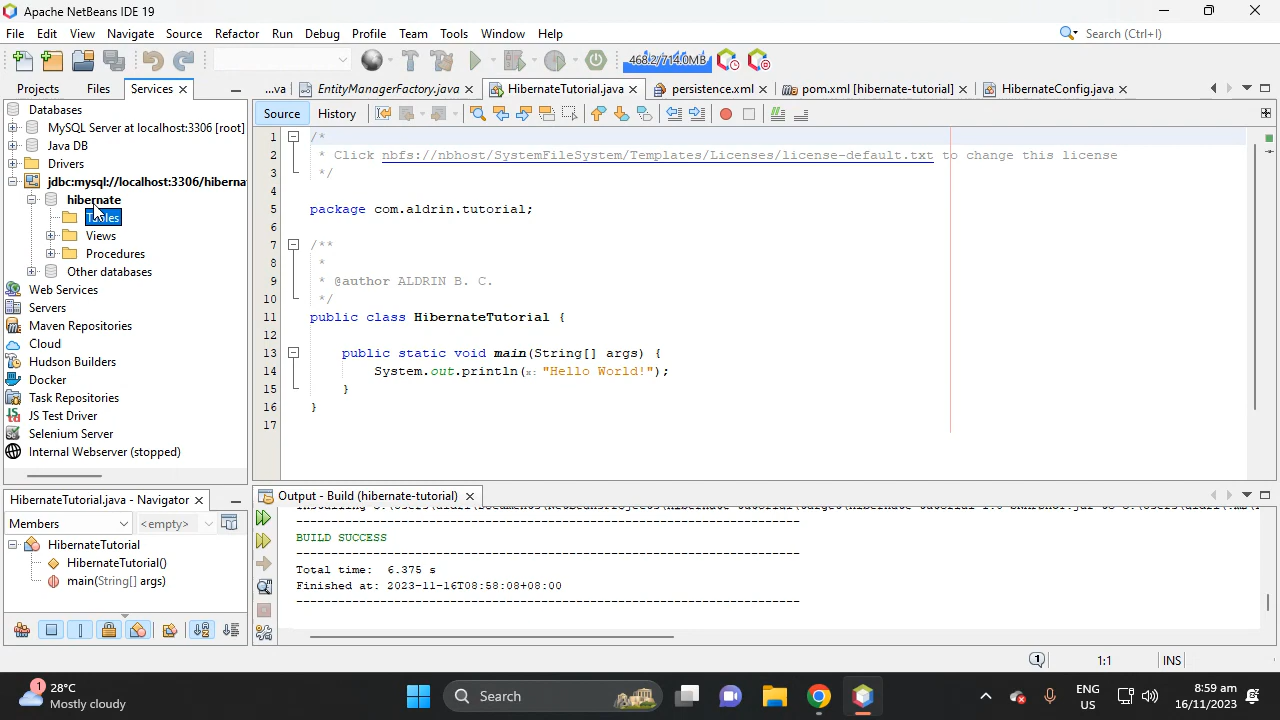 Apache NetBeans IDE 19
File Edit View Navigate Source Refactor Run Debug Profile Team Tools Window Help
Search (Ctrl+I)
468.2/714.0MB
Projects Files Services
...va EntityManagerFactory.java HibernateTutorial.java persistence.xml pom.xml [hibernate-tutorial] HibernateConfig.java
Source History
Databases
MySQL Server at localhost:3306 [root]
Java DB
Drivers
jdbc:mysql://localhost:3306/hiberna
hibernate
Tables
Views
Procedures
Other databases
Web Services
Servers
Maven Repositories
Cloud
Hudson Builders
Docker
Task Repositories
JS Test Driver
Selenium Server
Internal Webserver (stopped)
1 /*
2 * Click nbfs://nbhost/SystemFileSystem/Templates/Licenses/license-default.txt to change this license
3 */
4
5 package com.aldrin.tutorial;
6
7 /**
8 *
9 * @author ALDRIN B. C.
10 */
11 public class HibernateTutorial {
12
13 public static void main(String[] args) {
14 System.out.println(x: "Hello World!");
15 }
16 }
17
HibernateTutorial.java - Navigator
Members <empty>
HibernateTutorial
HibernateTutorial()
main(String[] args)
Output - Build (hibernate-tutorial)
------------------------------------------------------------------------
BUILD SUCCESS
------------------------------------------------------------------------
Total time: 6.375 s
Finished at: 2023-11-16T08:58:08+08:00
------------------------------------------------------------------------
1 1:1 INS
1 28°C
Mostly cloudy
Search
ENG
US
8:59 am
16/11/2023